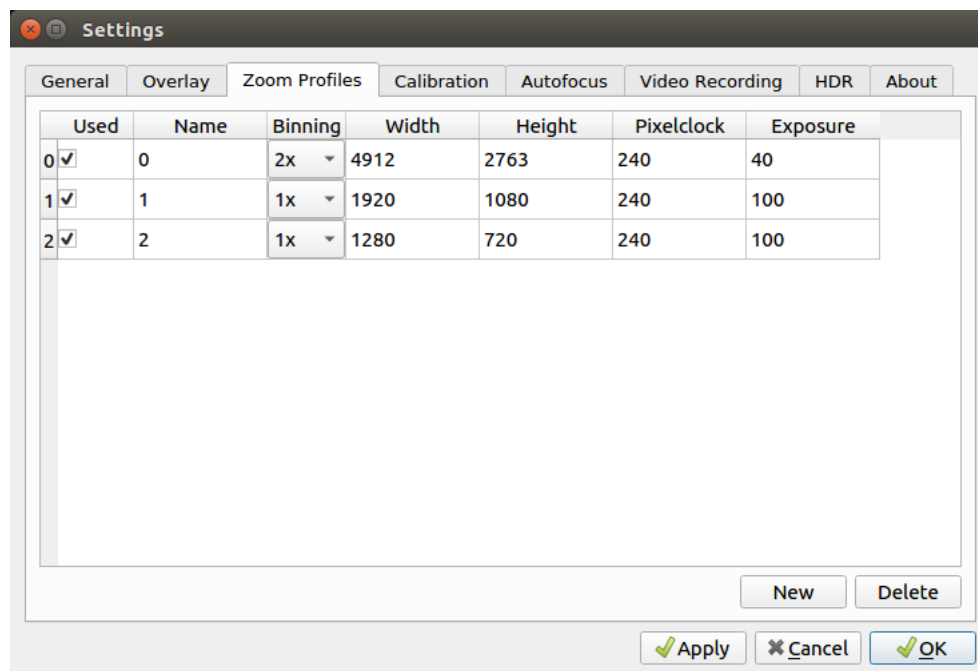 Settings
General Overlay Zoom Profiles Calibration Autofocus Video Recording HDR About
Used Name Binning Width Height Pixelclock Exposure
0 0 2x 4912 2763 240 40
1 1 1x 1920 1080 240 100
2 2 1x 1280 720 240 100
New Delete
Apply Cancel OK